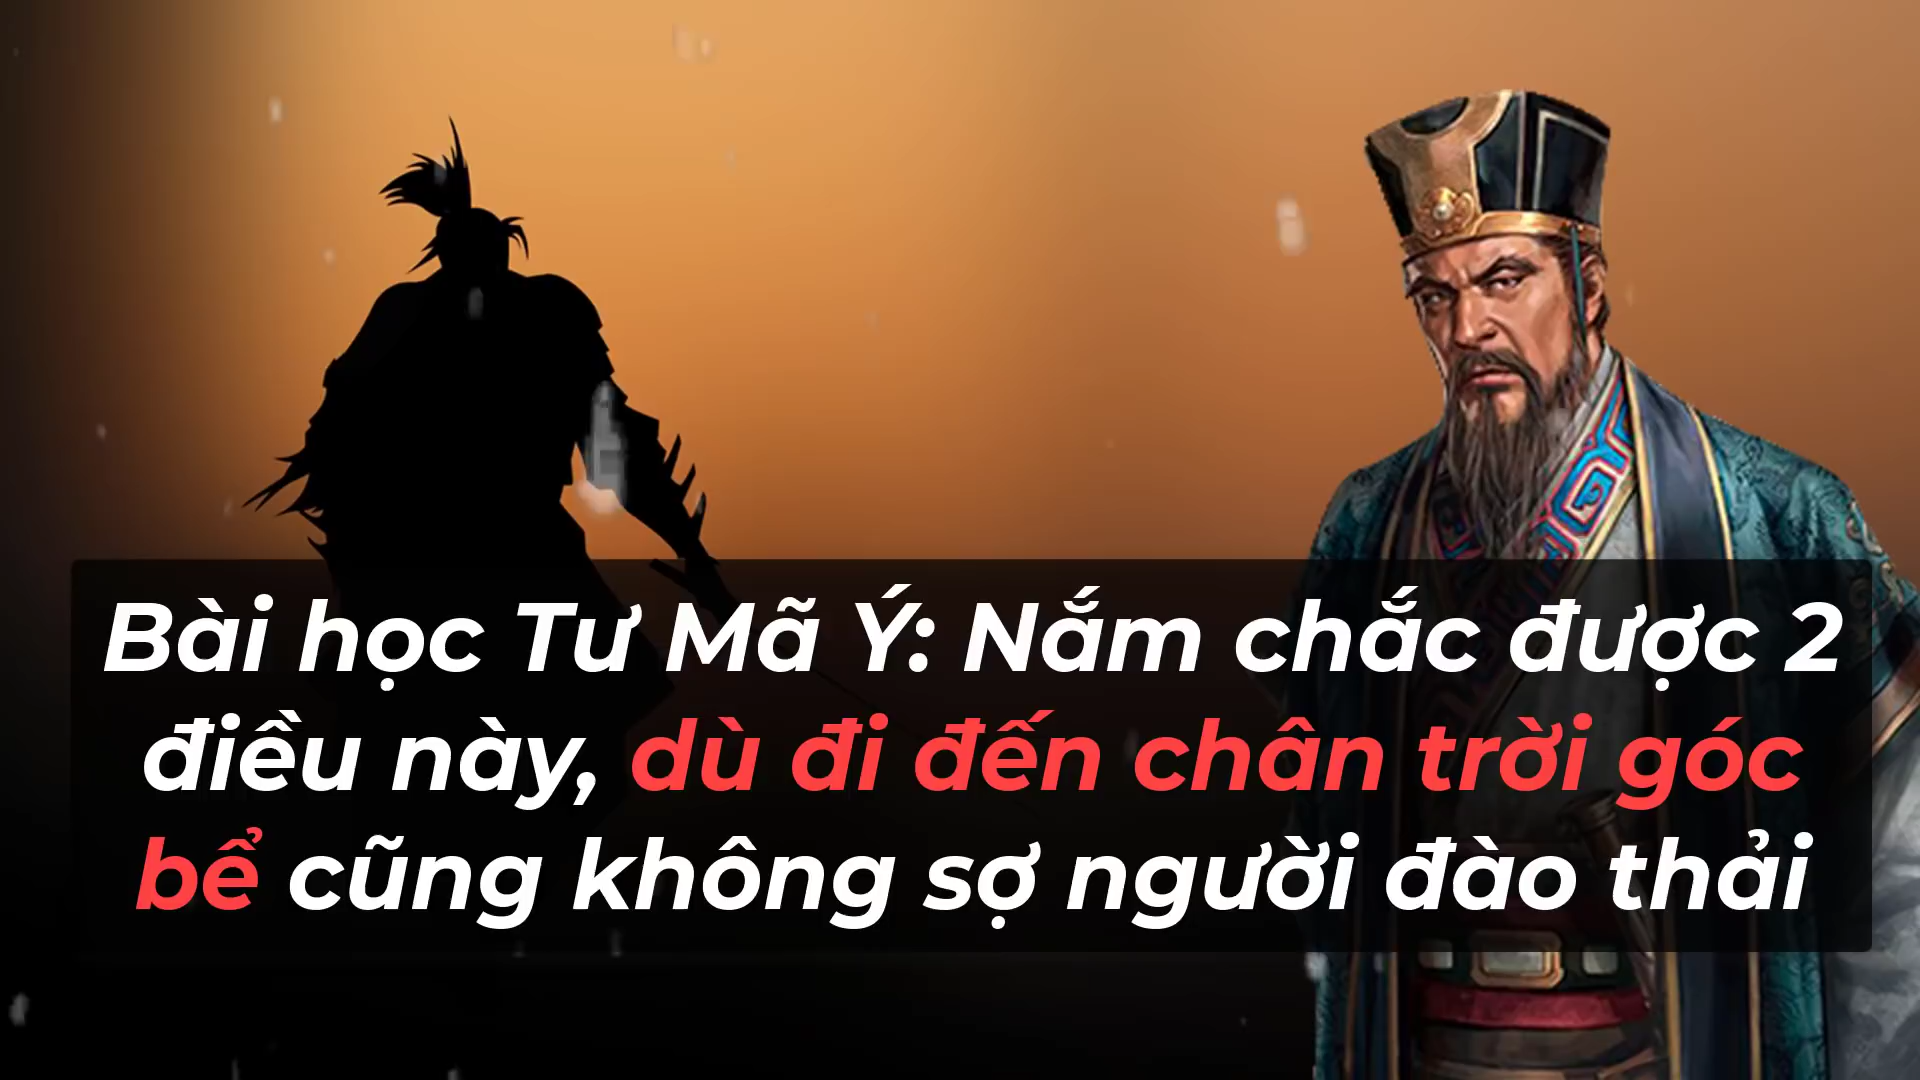 Bài học Tư Mã Ý: Nắm chắc được 2
điều này, dù đi đến chân trời góc
bể cũng không sợ người đào thải